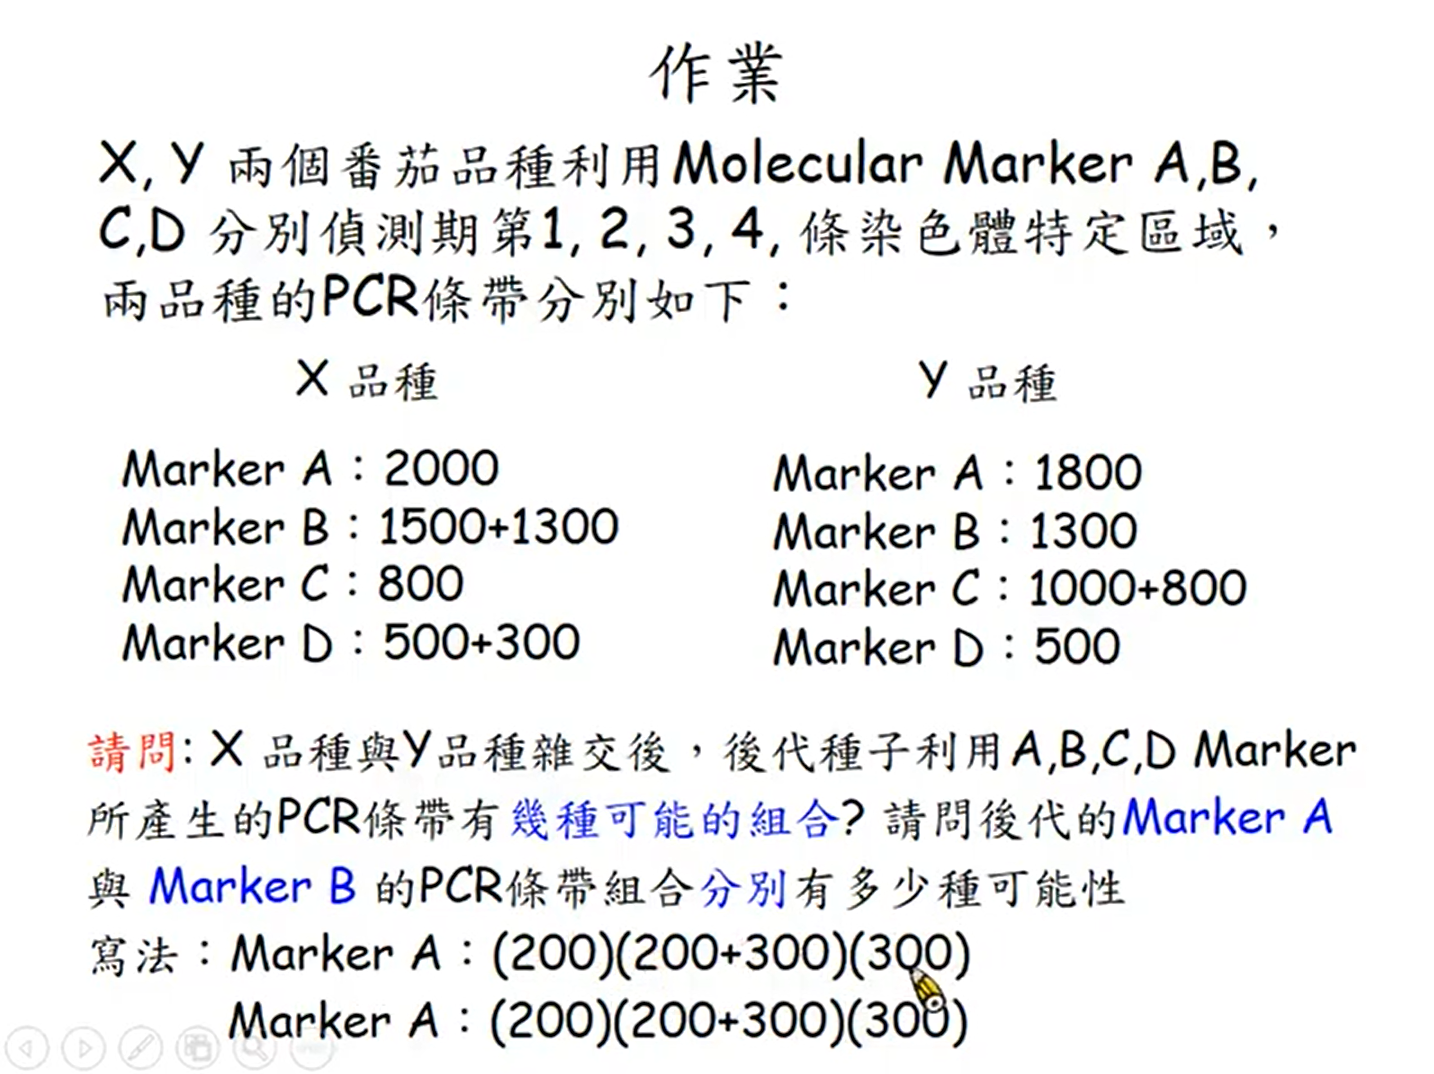 作業
X, Y 兩個番茄品種利用Molecular Marker A,B,
C,D 分別偵測期第1, 2, 3, 4, 條染色體特定區域，
兩品種的PCR條帶分別如下：
X 品種
Marker A：2000
Marker B：1500+1300
Marker C：800
Marker D：500+300
Y 品種
Marker A：1800
Marker B：1300
Marker C：1000+800
Marker D：500
請問: X 品種與Y品種雜交後，後代種子利用A,B,C,D Marker
所產生的PCR條帶有幾種可能的組合? 請問後代的Marker A
與 Marker B 的PCR條帶組合分別有多少種可能性
寫法：Marker A：(200)(200+300)(300)
Marker A：(200)(200+300)(300)